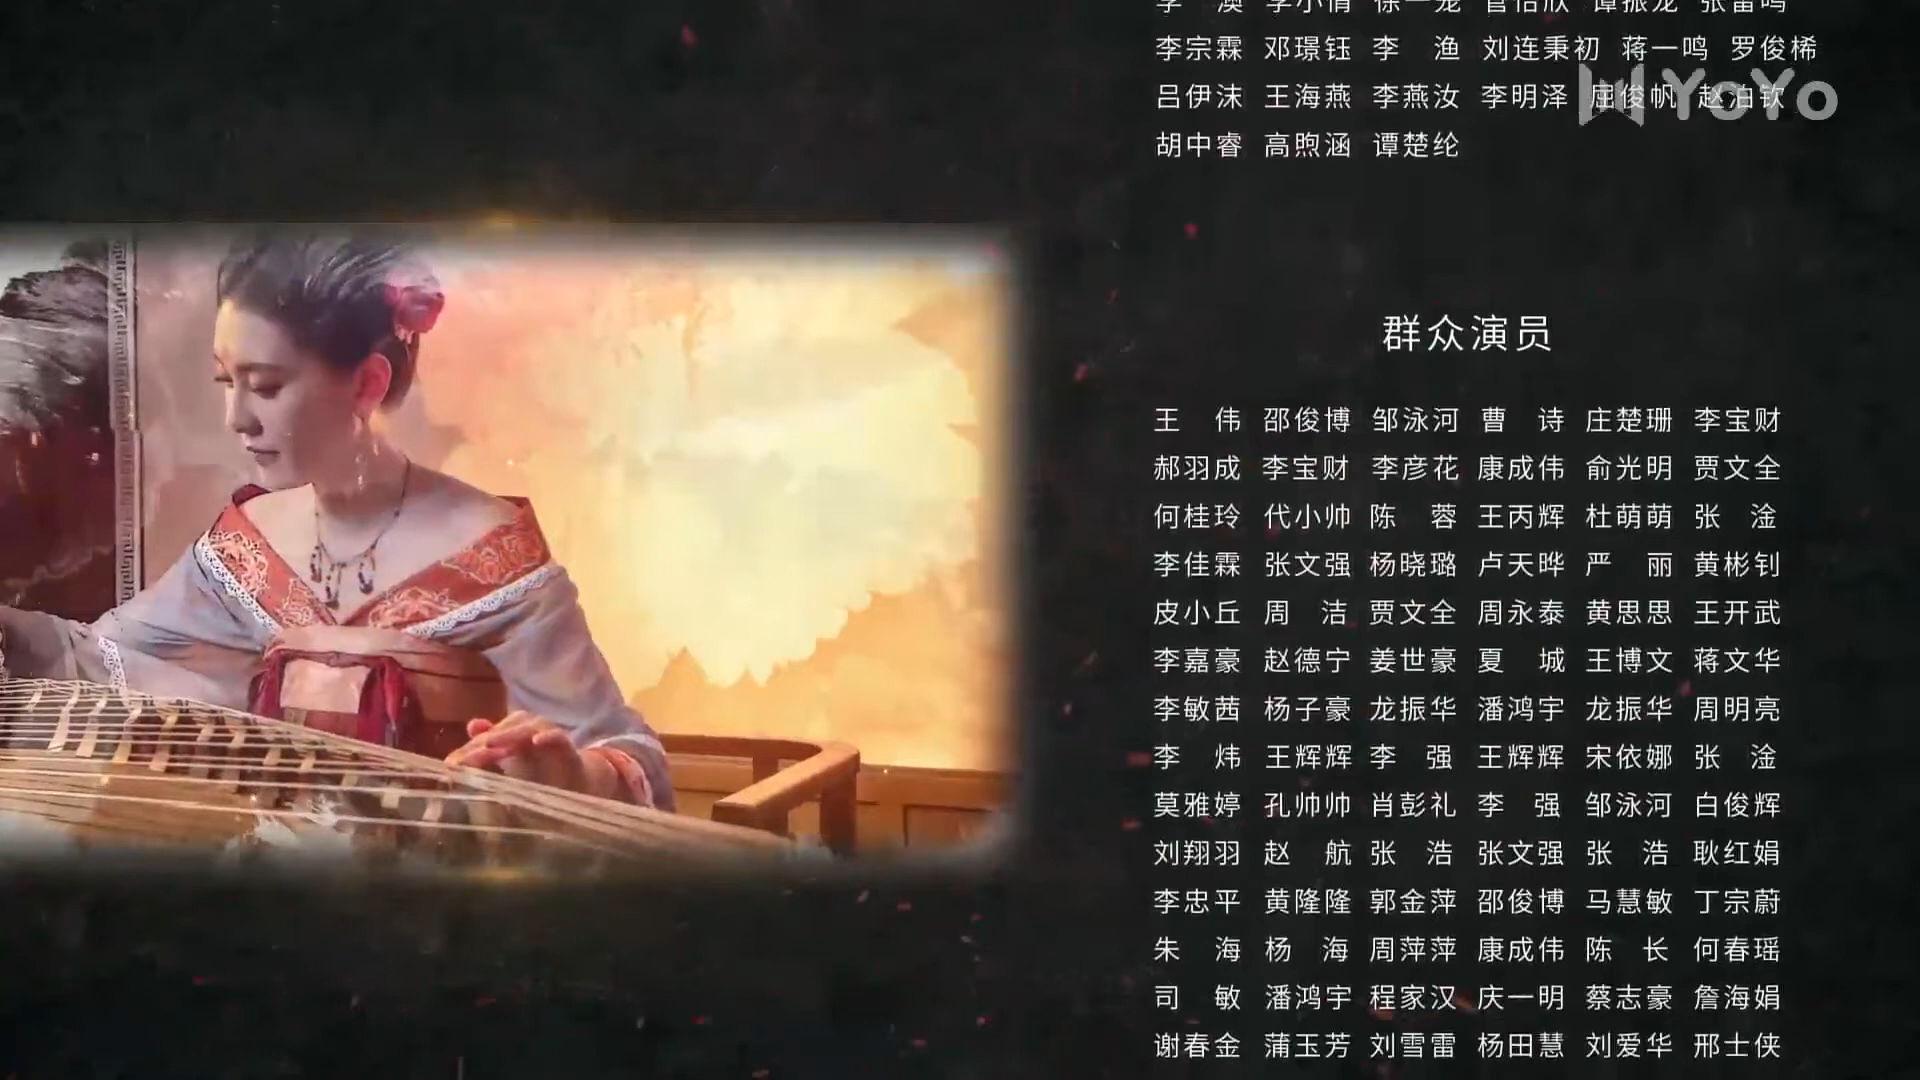 李宗霖 邓璟钰 李 渔 刘连秉初 蒋一鸣 罗俊桸
YoYo
吕伊沫 王海燕 李燕汝 李明泽 屈俊帆 赵泊钦
胡中睿 高煦涵 谭楚纶
群众演员
王 伟 邵俊博 邹泳河 曹 诗 庄楚珊 李宝财
郝羽成 李宝财 李彦花 康成伟 俞光明 贾文全
何桂玲 代小帅 陈 蓉 王丙辉 杜萌萌 张 淦
李佳霖 张文强 杨晓璐 卢天晔 严 丽 黄彬钊
皮小丘 周 洁 贾文全 周永泰 黄思思 王开武
李嘉豪 赵德宁 姜世豪 夏 城 王博文 蒋文华
李敏茜 杨子豪 龙振华 潘鸿宇 龙振华 周明亮
李 炜 王辉辉 李 强 王辉辉 宋依娜 张 淦
莫雅婷 孔帅帅 肖彭礼 李 强 邹泳河 白俊辉
刘翔羽 赵 航 张 浩 张文强 张 浩 耿红娟
李忠平 黄隆隆 郭金萍 邵俊博 马慧敏 丁宗蔚
朱 海 杨 海 周萍萍 康成伟 陈 长 何春瑶
司 敏 潘鸿宇 程家汉 庆一明 蔡志豪 詹海娟
谢春金 蒲玉芳 刘雪雷 杨田慧 刘爱华 邢士侠